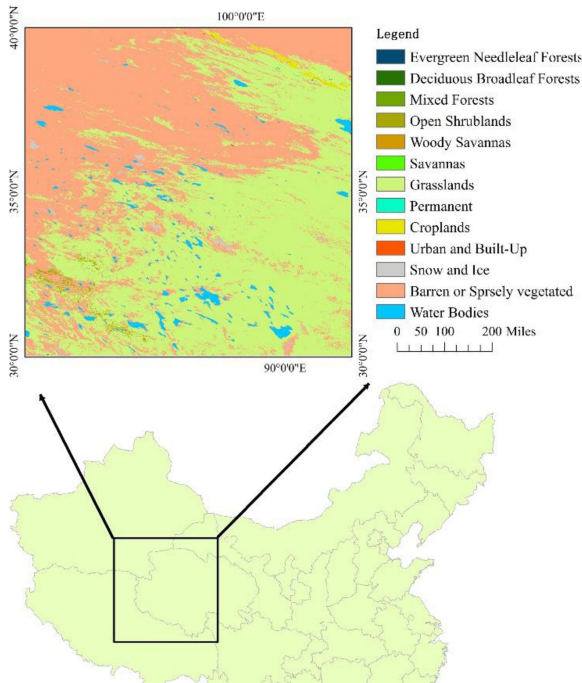 100°0'0"E
40°0'0"N
40°0'0"N
35°0'0"N
35°0'0"N
30°0'0"N
30°0'0"N
90°0'0"E
Legend
Evergreen Needleleaf Forests
Deciduous Broadleaf Forests
Mixed Forests
Open Shrublands
Woody Savannas
Savannas
Grasslands
Permanent
Croplands
Urban and Built-Up
Snow and Ice
Barren or Sprsely vegetated
Water Bodies
0 50 100 200 Miles